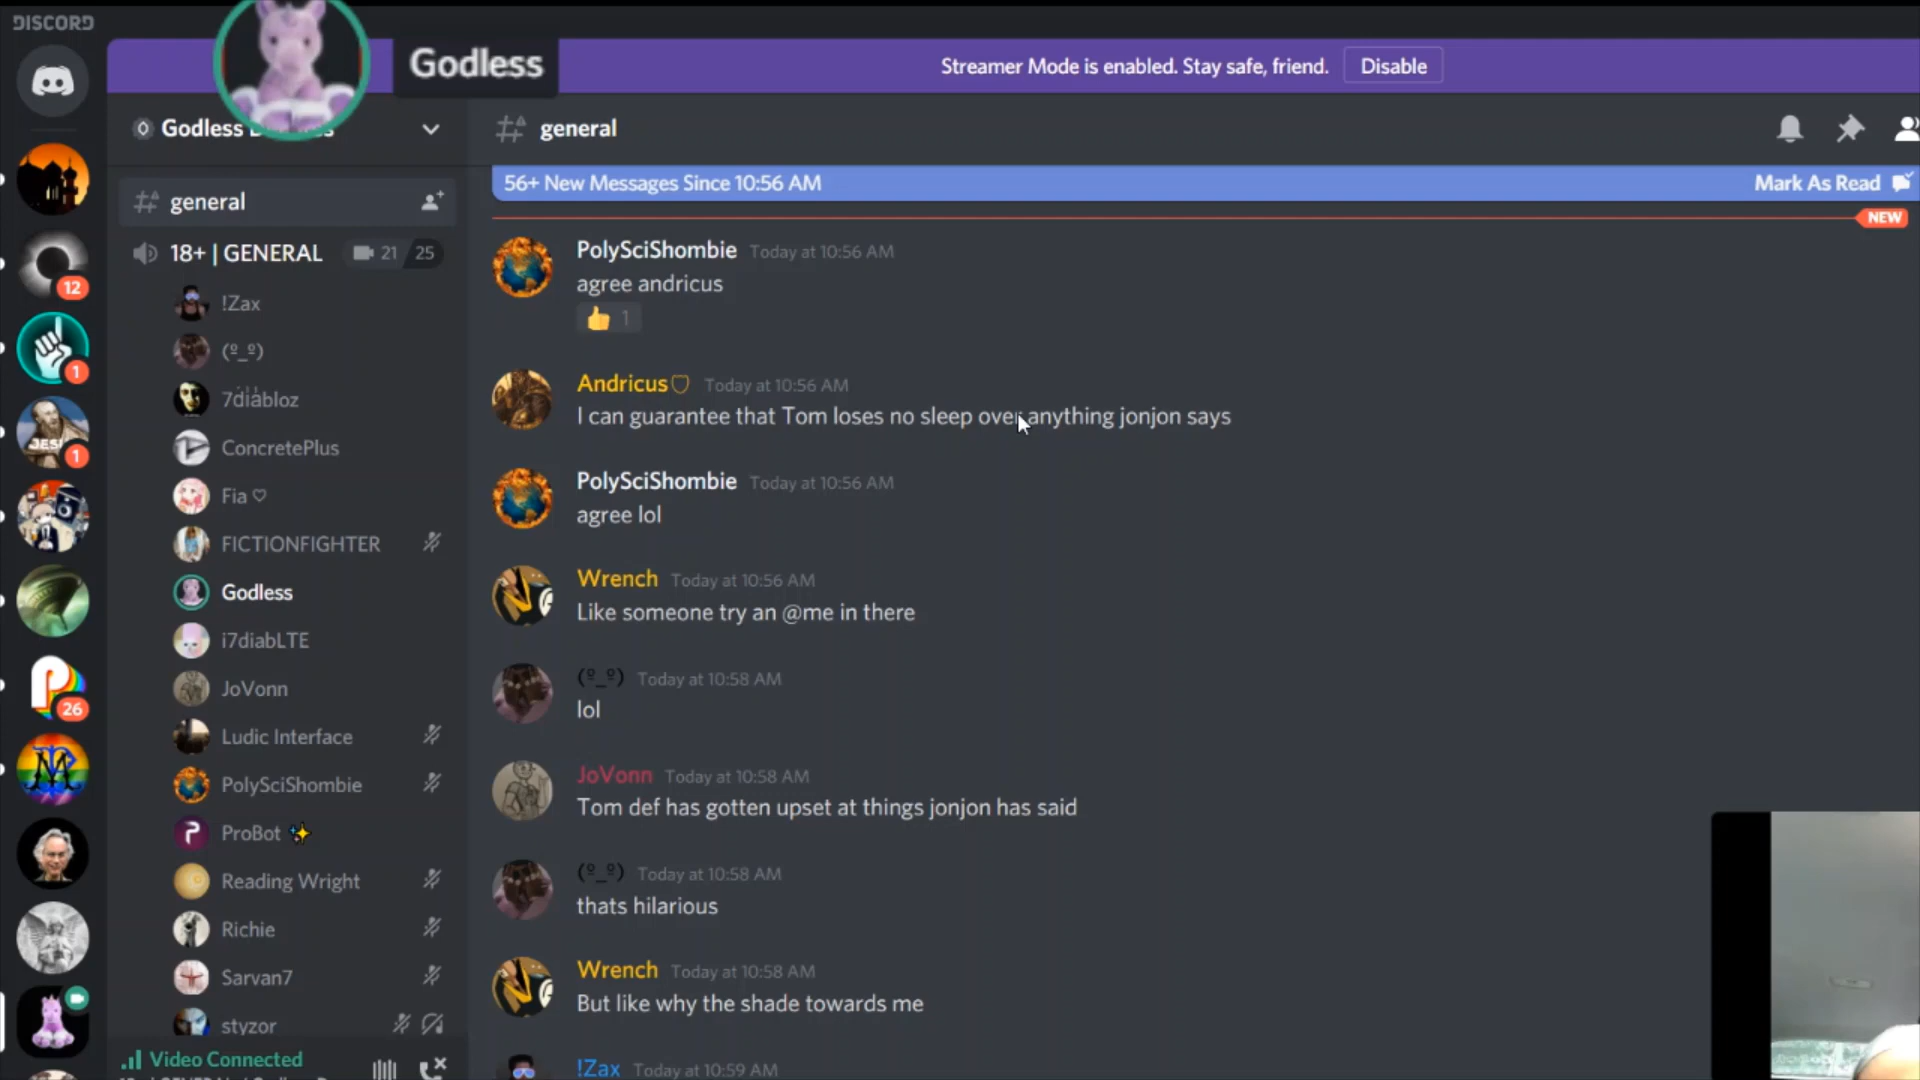 DISCORD
Godless
Streamer Mode is enabled. Stay safe, friend.
Disable
Godless
general
56+ New Messages Since 10:56 AM
Mark As Read
NEW
general
18+ | GENERAL
21
25
!Zax
(º_º)
7diàbloz
ConcretePlus
Fia ♡
FICTIONFIGHTER
Godless
i7diabLTE
JoVonn
Ludic Interface
PolySciShombie
ProBot ✨
Reading Wright
Richie
Sarvan7
styzor
Video Connected
12
1
JESU
1
P
26
M
PolySciShombie Today at 10:56 AM
agree andricus
👍 1
Andricus Today at 10:56 AM
I can guarantee that Tom loses no sleep over anything jonjon says
PolySciShombie Today at 10:56 AM
agree lol
Wrench Today at 10:56 AM
Like someone try an @me in there
(º_º) Today at 10:58 AM
lol
JoVonn Today at 10:58 AM
Tom def has gotten upset at things jonjon has said
(º_º) Today at 10:58 AM
thats hilarious
Wrench Today at 10:58 AM
But like why the shade towards me
!Zax Today at 10:59 AM